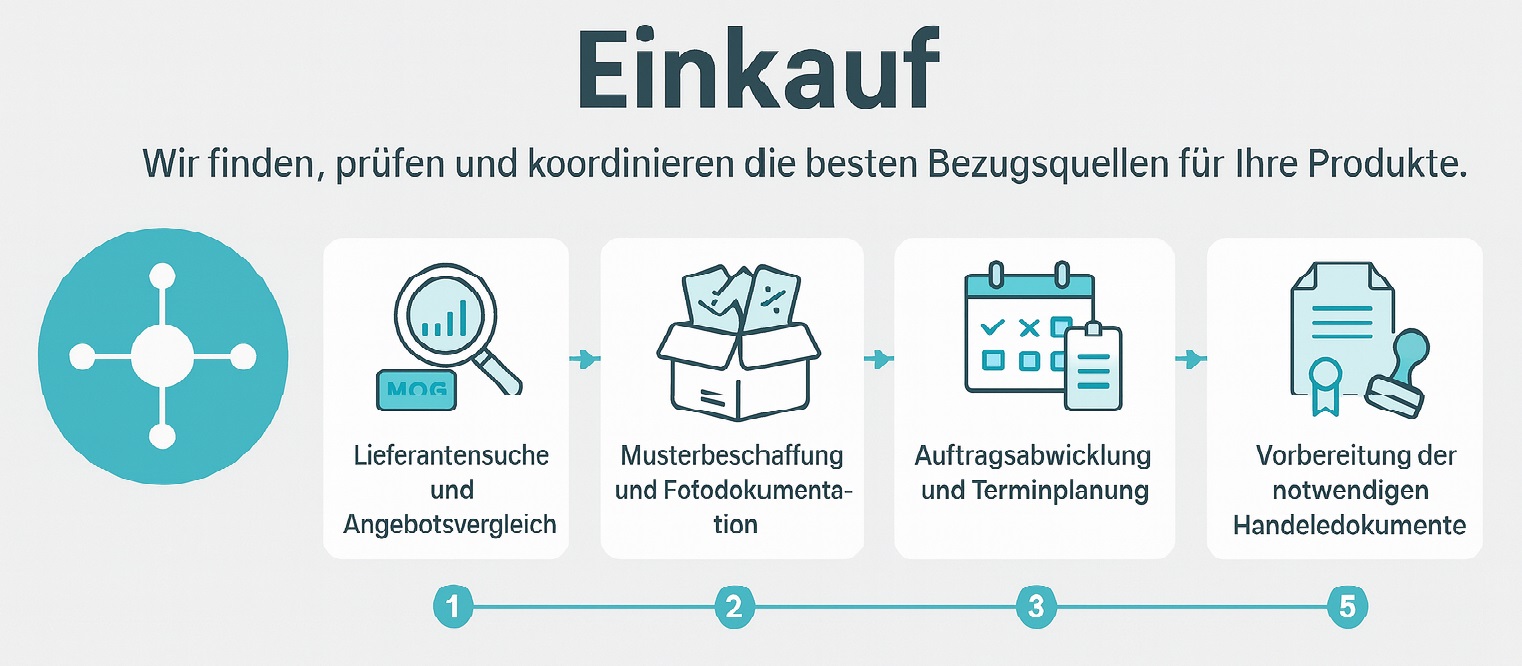 Einkauf
Wir finden, prüfen und koordinieren die besten Bezugsquellen für Ihre Produkte.
MOG
Lieferantensuche
und
Angebotsvergleich
Musterbeschaffung
und Fotodokumenta-
tion
Auftragsabwicklung
und Terminplanung
Vorbereitung der
notwendigen
Handeledokumente
1
2
3
5